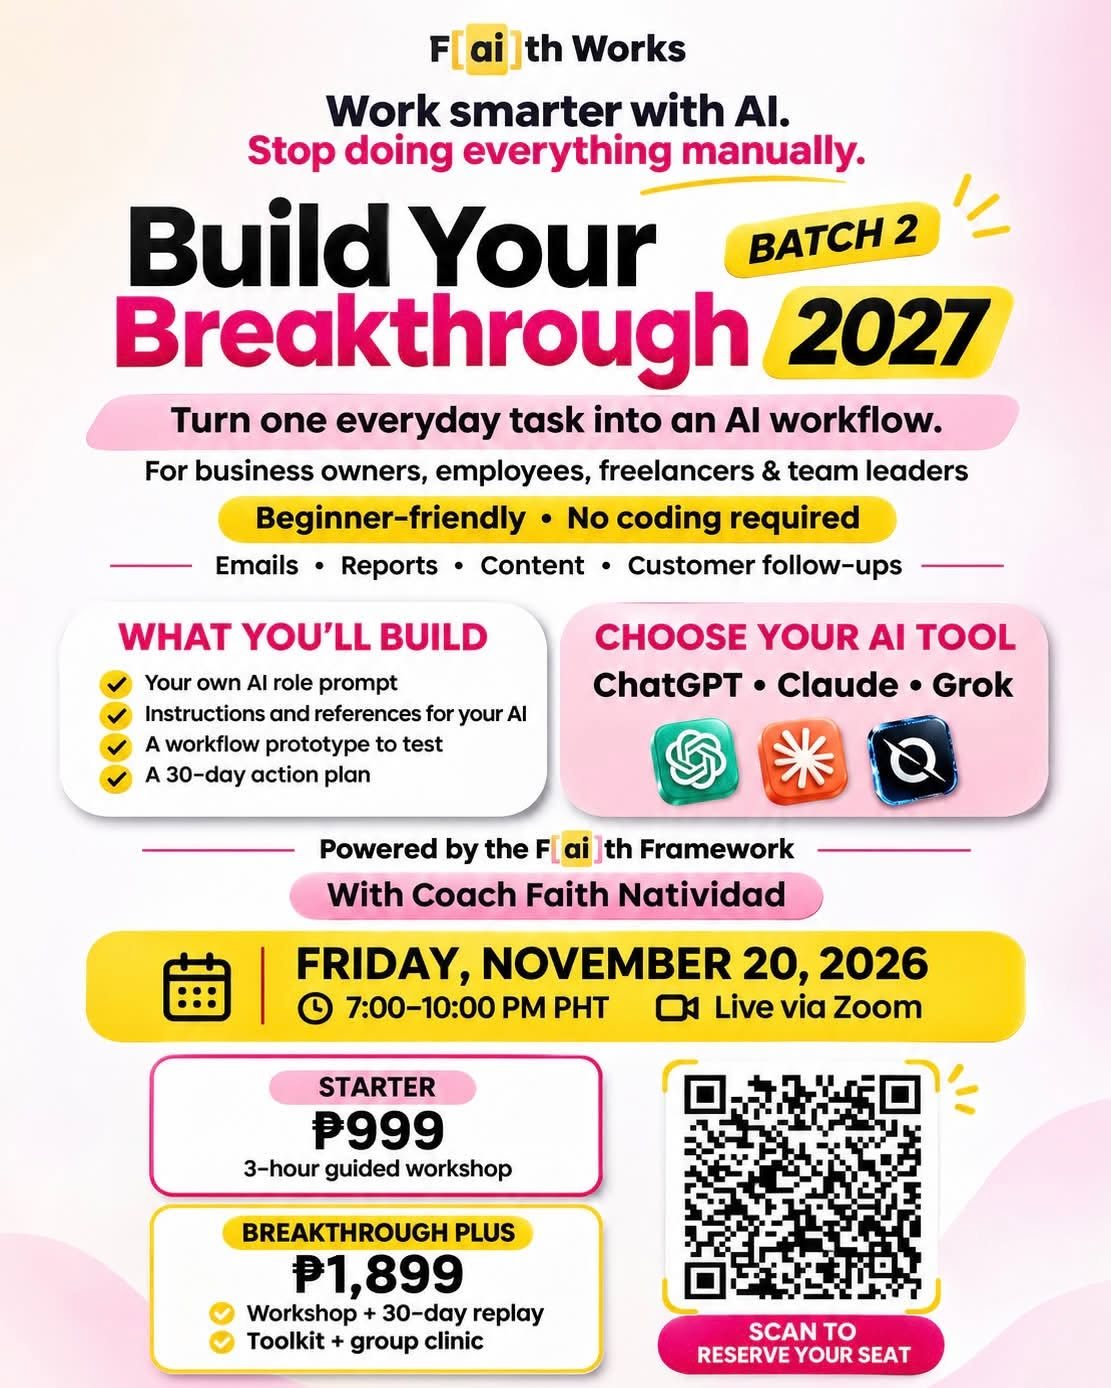 F[ai]th Works
Work smarter with AI.
Stop doing everything manually.
Build Your
BATCH 2
Breakthrough
2027
Turn one everyday task into an AI workflow.
For business owners, employees, freelancers & team leaders
Beginner-friendly • No coding required
Emails • Reports • Content • Customer follow-ups
WHAT YOU'LL BUILD
Your own AI role prompt
Instructions and references for your AI
A workflow prototype to test
A 30-day action plan
CHOOSE YOUR AI TOOL
ChatGPT • Claude • Grok
Powered by the F[ai]th Framework
With Coach Faith Natividad
FRIDAY, NOVEMBER 20, 2026
7:00–10:00 PM PHT
Live via Zoom
STARTER
₱999
3-hour guided workshop
BREAKTHROUGH PLUS
₱1,899
Workshop + 30-day replay
Toolkit + group clinic
SCAN TO
RESERVE YOUR SEAT